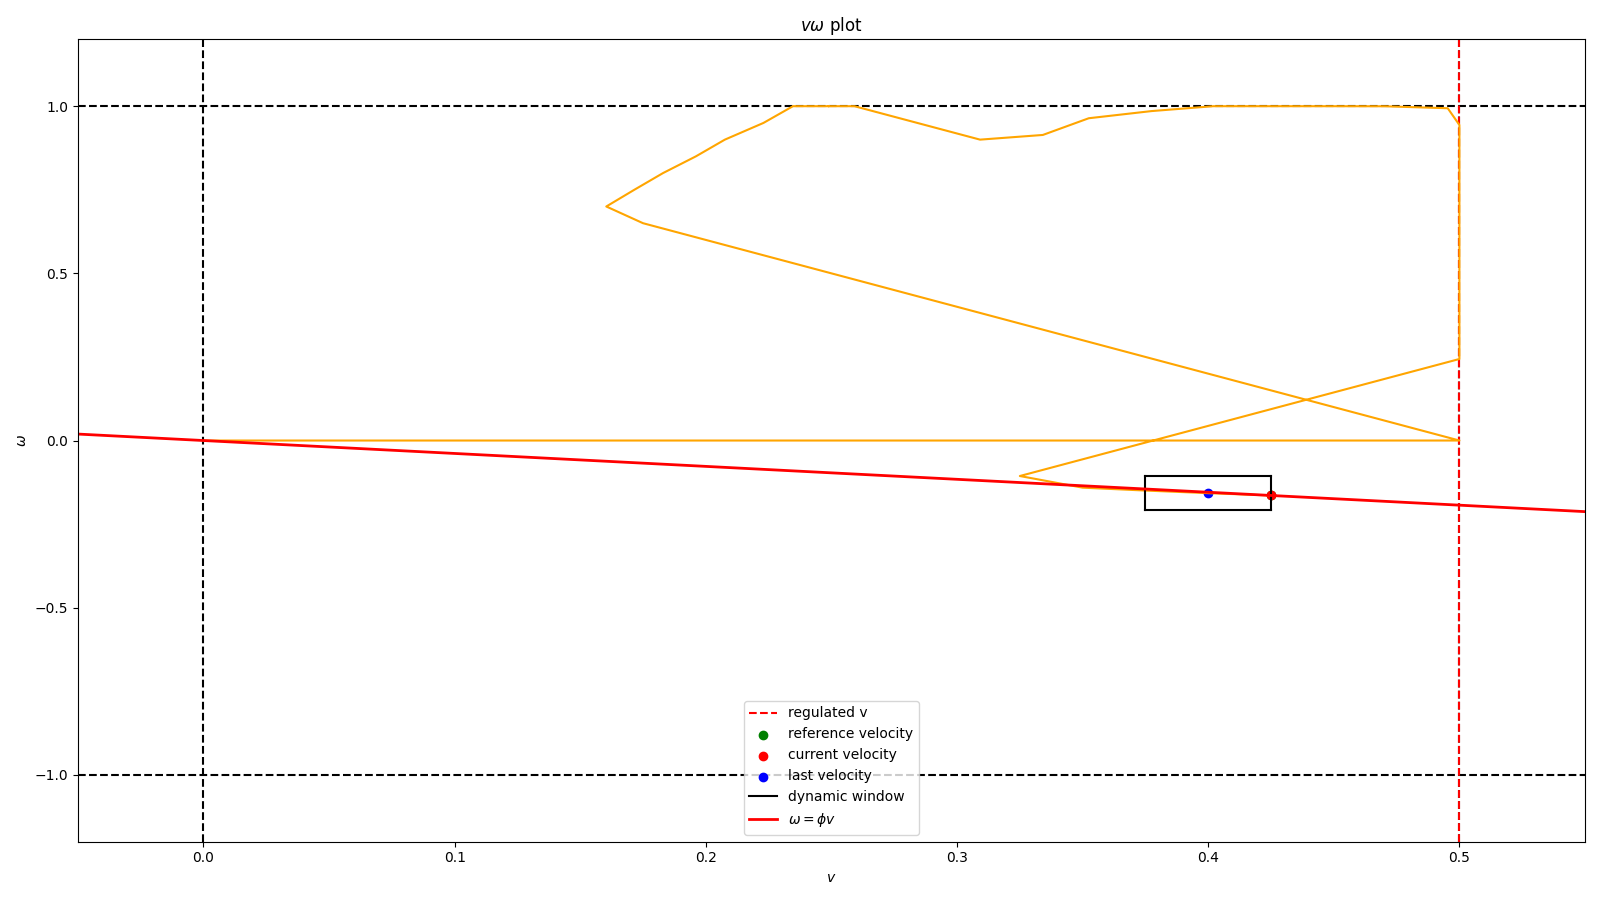 vω plot
1.0
0.5
0.0
−0.5
−1.0
ω
regulated v
reference velocity
current velocity
last velocity
dynamic window
ω = ϕv
0.0 0.1 0.2 0.3 0.4 0.5
v